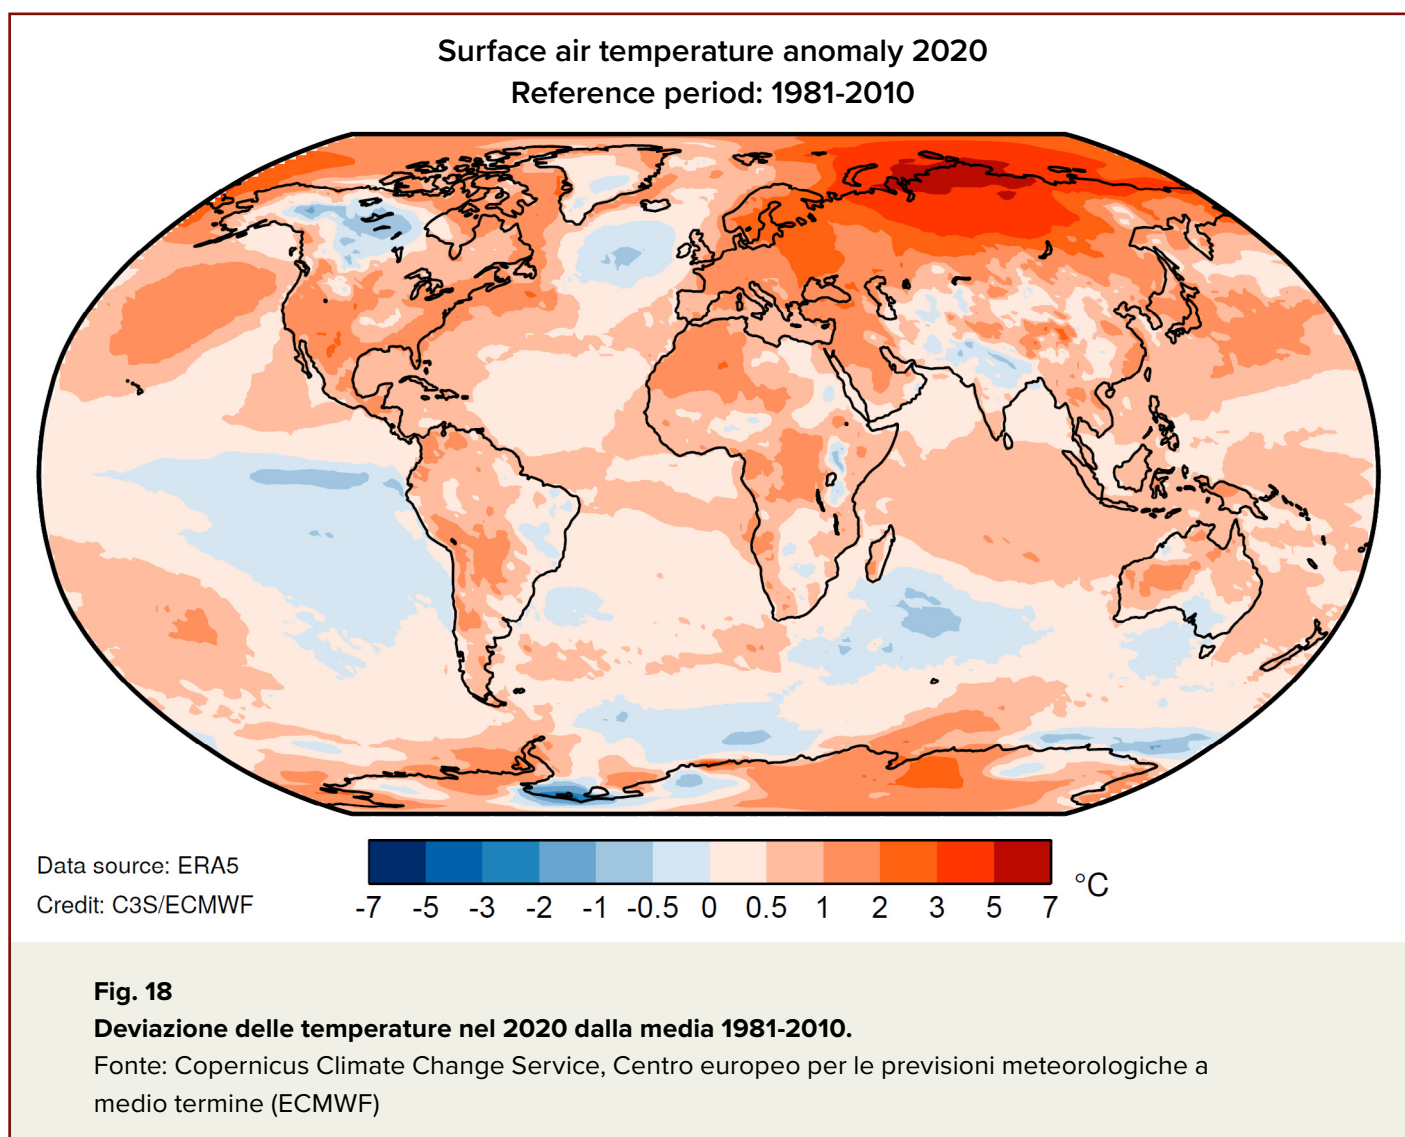 Surface air temperature anomaly 2020
Reference period: 1981-2010
Data source: ERA5
Credit: C3S/ECMWF
-7 -5 -3 -2 -1 -0.5 0 0.5 1 2 3 5 7
°C
Fig. 18
Deviazione delle temperature nel 2020 dalla media 1981-2010.
Fonte: Copernicus Climate Change Service, Centro europeo per le previsioni meteorologiche a
medio termine (ECMWF)